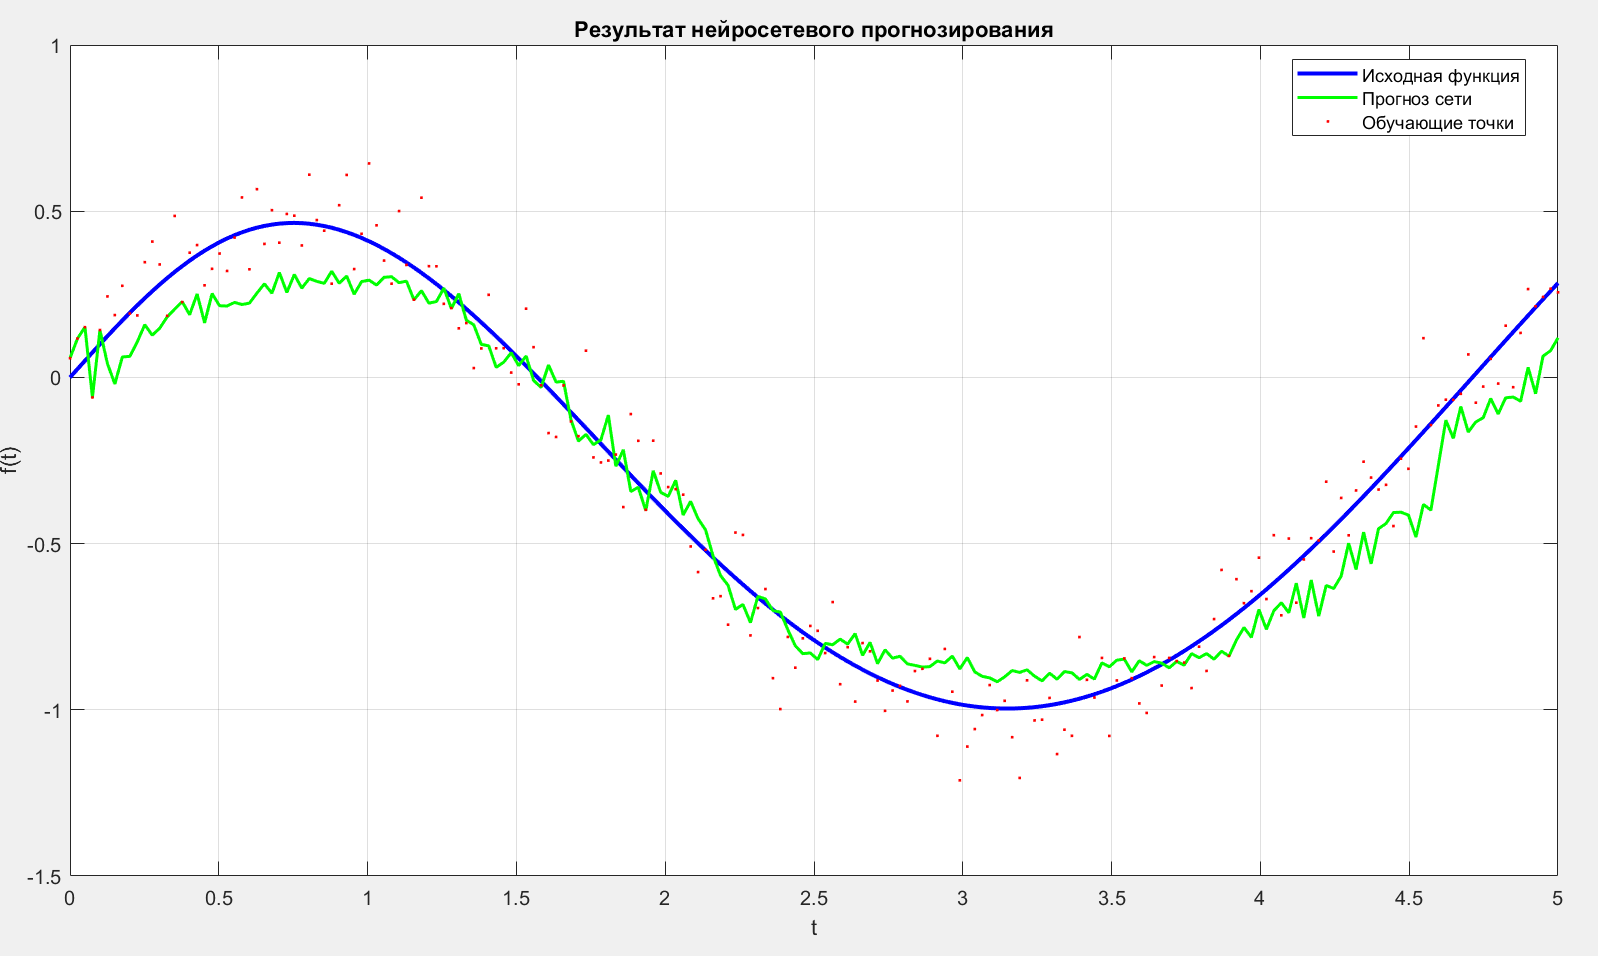 Результат нейросетевого прогнозирования
Исходная функция
Прогноз сети
Обучающие точки
1
0.5
0
-0.5
-1
-1.5
f(t)
0 0.5 1 1.5 2 2.5 3 3.5 4 4.5 5
t